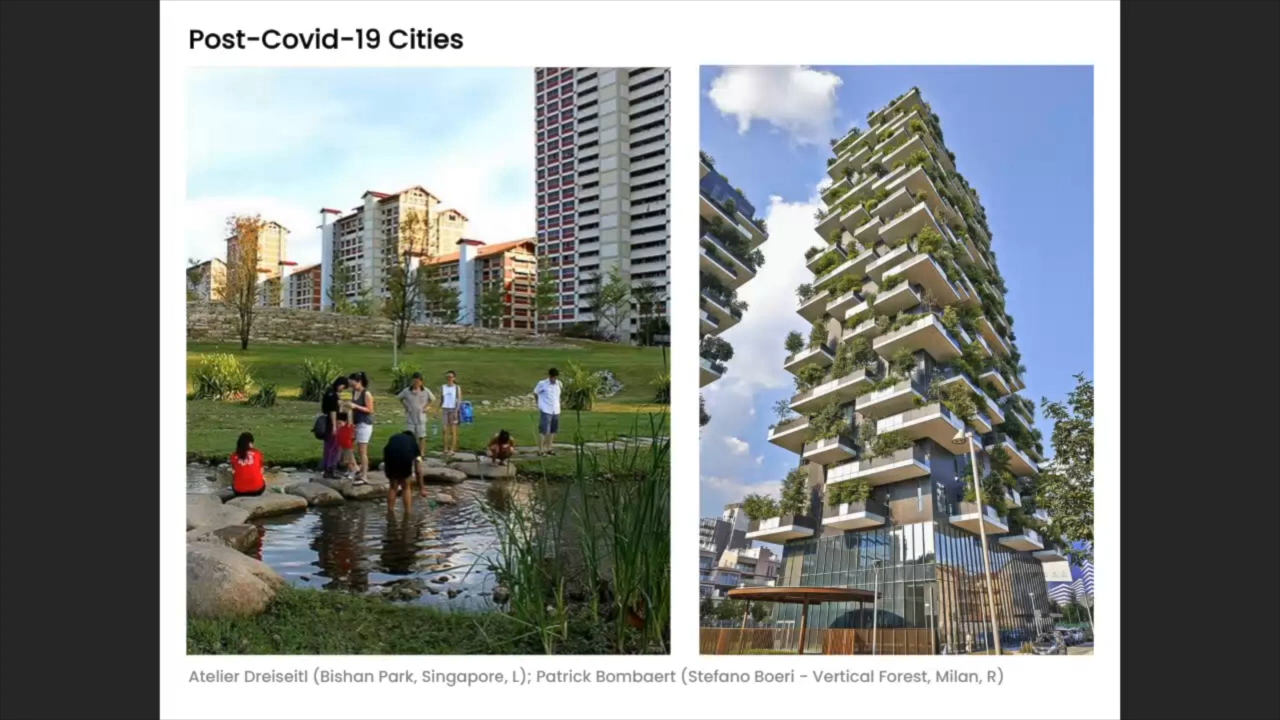 Post-Covid-19 Cities
Atelier Dreiseitl (Bishan Park, Singapore, L); Patrick Bombaert (Stefano Boeri - Vertical Forest, Milan, R)